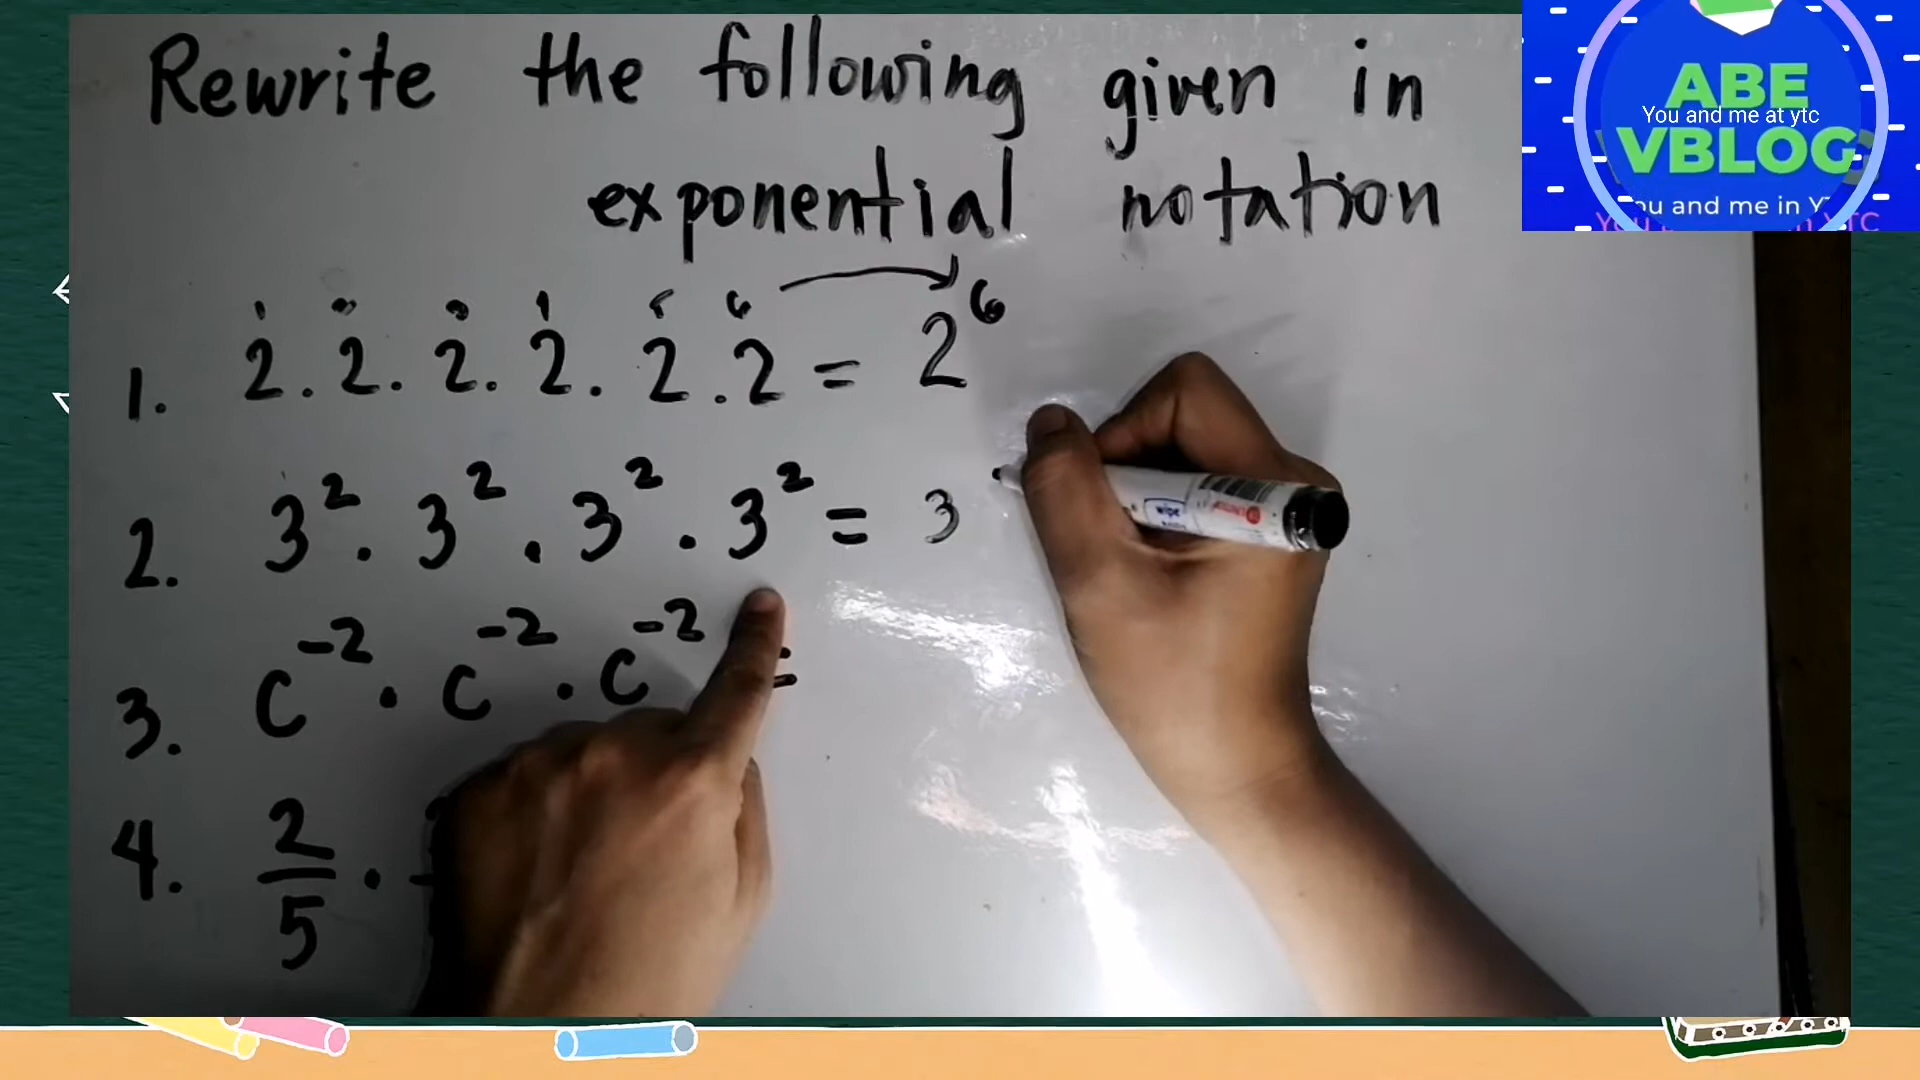 Rewrite the following given in
exponential notation
1. 2 . 2 . 2 . 2 . 2 . 2 = 2⁶
2. 3² . 3² . 3² . 3² = 3
3. c⁻² . c⁻² . c⁻² =
4. 2/5 .
ABE
You and me at ytc
VBLOG
wipe